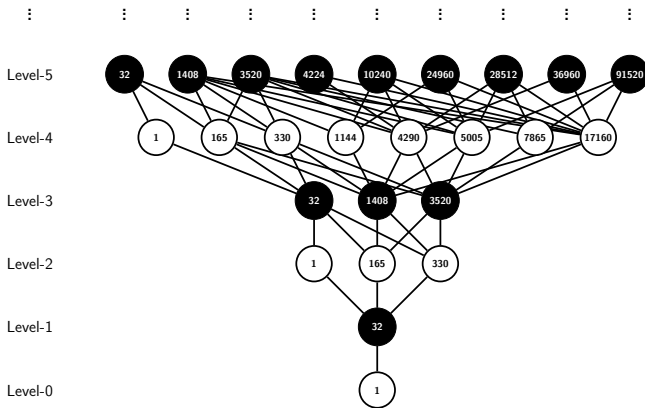 ⋮ ⋮ ⋮ ⋮ ⋮ ⋮ ⋮ ⋮ ⋮ ⋮
Level-5 32 1408 3520 4224 10240 24960 28512 36960 91520
Level-4 1 165 330 1144 4290 5005 7865 17160
Level-3 32 1408 3520
Level-2 1 165 330
Level-1 32
Level-0 1